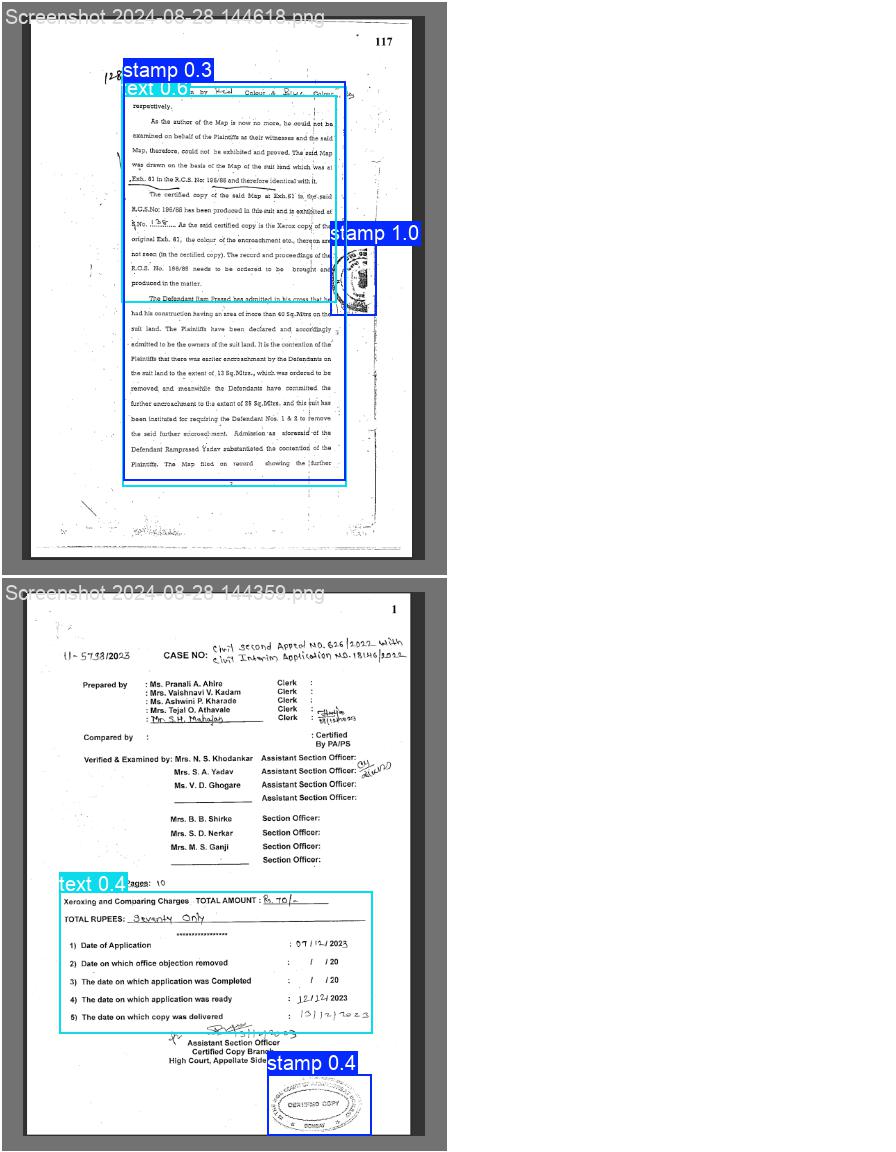 Screenshot 2024-08-28 144618.png
117
128
stamp 0.3
text 0.6
by Red Colour & Blue Colour
respectively.
As the author of the Map is now no more, he could not be
examined on behalf of the Plaintiffs as their witnesses and the said
Map, therefore, could not be exhibited and proved. The said Map
was drawn on the basis of the Map of the suit land which was at
Exh. 61 in the R.C.S. No: 196/88 and therefore identical with it.
The certified copy of the said Map at Exh.61 in the said
R.C.S.No: 196/88 has been produced in this suit and is exhibited at
No. 138. As the said certified copy is the Xerox copy of the
stamp 1.0
original Exh. 61, the colour of the encroachment etc., thereon are
not seen (in the certified copy). The record and proceedings of the
R.C.S. No. 196/88 needs to be ordered to be brought and
produced in the matter.
The Defendant Ram Prasad has admitted in his cross that he
had his construction having an area of more than 60 Sq.Mtrs on the
suit land. The Plaintiffs have been declared and accordingly
admitted to be the owners of the suit land. It is the contention of the
Plaintiffs that there was earlier encroachment by the Defendants on
the suit land to the extent of 13 Sq.Mtrs., which was ordered to be
removed and meanwhile the Defendants have committed the
further encroachment to the extent of 25 Sq.Mtrs. and this suit has
been instituted for requiring the Defendant Nos. 1 & 2 to remove
the said further encroachment. Admission as aforesaid of the
Defendant Ramprasad Yadav substantiated the contention of the
Plaintiffs. The Map filed on record showing the further
Screenshot 2024-08-28 144359.png
1
11-5798/2023 CASE NO: Civil Second Appeal NO. 626/2022 with
Civil Interim Application NO. 18146/2022
Prepared by : Ms. Pranali A. Ahire Clerk :
: Mrs. Vaishnavi V. Kadam Clerk :
: Ms. Ashwini P. Kharade Clerk :
: Mrs. Tejal O. Athavale Clerk :
: Mr. S.H. Mahajan Clerk :
Compared by : : Certified
By PA/PS
Verified & Examined by: Mrs. N. S. Khodankar Assistant Section Officer:
Mrs. S. A. Yadav Assistant Section Officer:
Ms. V. D. Ghogare Assistant Section Officer:
Assistant Section Officer:
Mrs. B. B. Shirke Section Officer:
Mrs. S. D. Nerkar Section Officer:
Mrs. M. S. Ganji Section Officer:
Section Officer:
text 0.4 Pages: 10
Xeroxing and Comparing Charges TOTAL AMOUNT : Rs. 70/-
TOTAL RUPEES: Seventy Only
****************
1) Date of Application : 07/12/2023
2) Date on which office objection removed : / /20
3) The date on which application was Completed : / /20
4) The date on which application was ready : 12/12/2023
5) The date on which copy was delivered : 13/12/2023
13/12/2023
Assistant Section Officer
Certified Copy Branch
High Court, Appellate Side
stamp 0.4
CERTIFIED COPY
BOMBAY